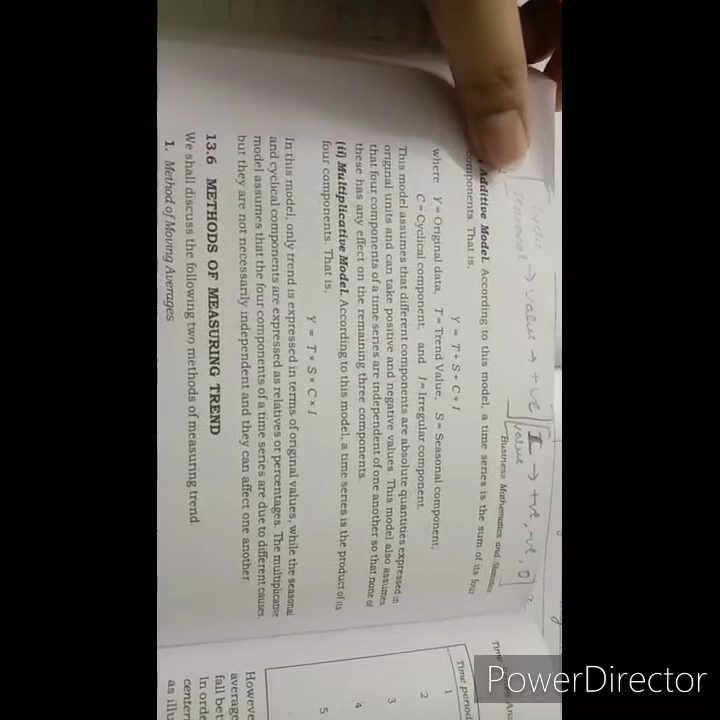 Cyclic
Seasonal → value → +ve
I value → +ve, -ve, 0
Business Mathematics and Statistics
Additive Model. According to this model, a time series is the sum of its four
components. That is,
Y = T + S + C + I
where Y = Original data, T = Trend Value, S = Seasonal component,
C = Cyclical component, and I = Irregular component.
This model assumes that different components are absolute quantities expressed in
original units and can take positive and negative values. This model also assumes
that four components of a time series are independent of one another so that none of
these has any effect on the remaining three components.
(ii) Multiplicative Model. According to this model, a time series is the product of its
four components. That is,
Y = T × S × C × I
In this model, only trend is expressed in terms of original values, while the seasonal
and cyclical components are expressed as relatives or percentages. The multiplicative
model assumes that the four components of a time series are due to different causes
but they are not necessarily independent and they can affect one another
13.6 METHODS OF MEASURING TREND
We shall discuss the following two methods of measuring trend.
1. Method of Moving Averages
Time
Time period
1
2
3
4
5
Howeve
average
fall bet
In orde
center
as illu
PowerDirector